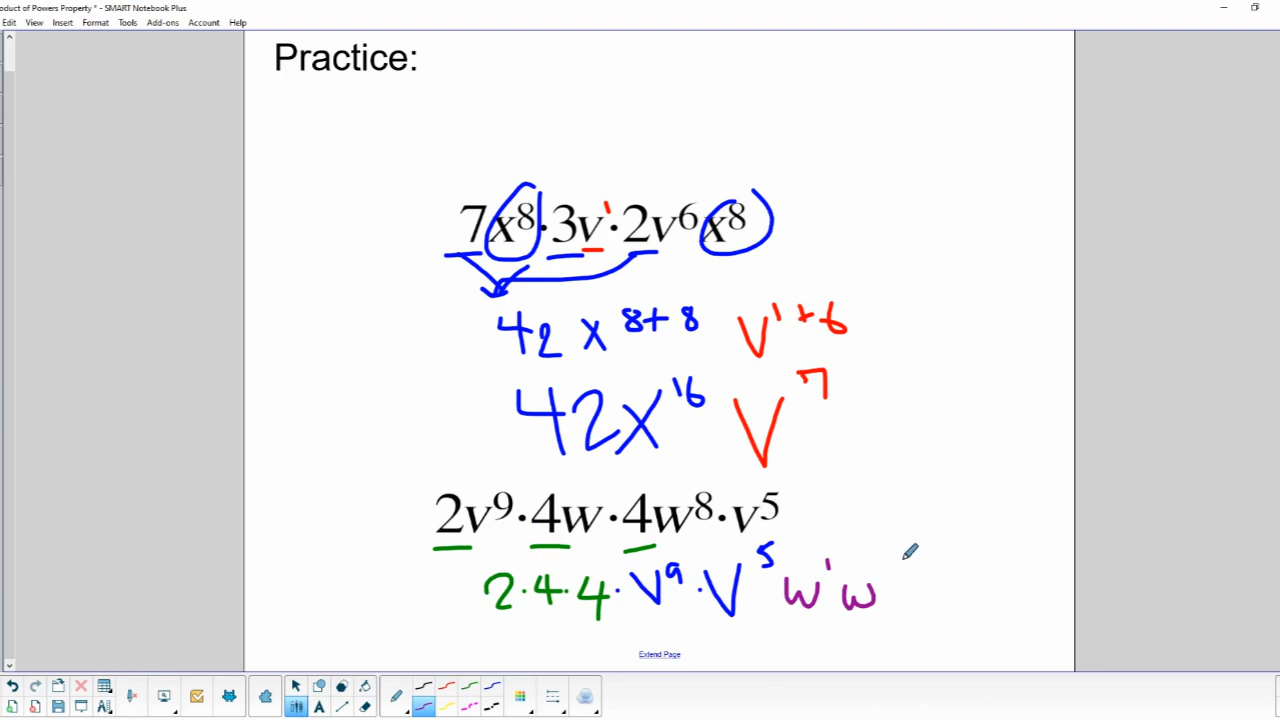 oduct of Powers Property * - SMART Notebook Plus
Edit View Insert Format Tools Add-ons Account Help
Practice:
7x⁸·3v¹·2v⁶x⁸
42 x⁸⁺⁸ v¹⁺⁶
42x¹⁶ v⁷
2v⁹·4w·4w⁸·v⁵
2·4·4·v⁹·v⁵ w¹w
Extend Page